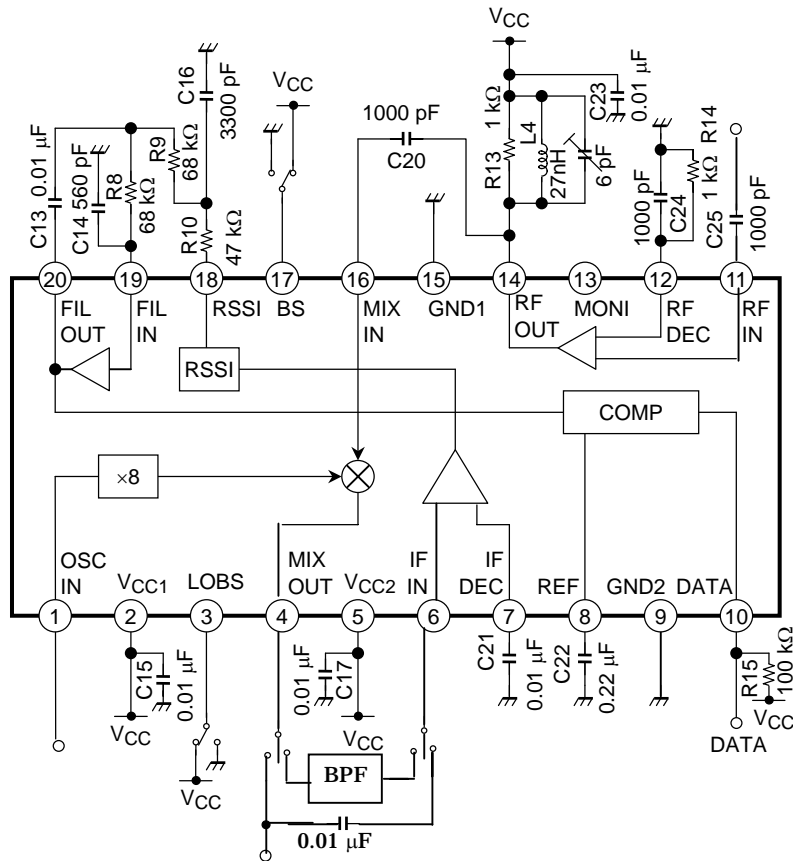 VCC
C16
3300 pF
VCC
1000 pF
C20
1 kΩ
R13
L4
27nH
6 pF
C23
0.01 μF
R14
C13 0.01 μF
C14 560 pF
R8
68 kΩ
R9
68 kΩ
R10
47 kΩ
1000 pF
C24
1 kΩ
C25
1000 pF
20 19 18 17 16 15 14 13 12 11
FIL OUT
FIL IN
RSSI
BS
MIX IN
GND1
RF OUT
MONI
RF DEC
RF IN
RSSI
COMP
×8
OSC IN
VCC1
LOBS
MIX OUT
VCC2
IF IN
IF DEC
REF
GND2
DATA
1 2 3 4 5 6 7 8 9 10
C15
0.01 μF
VCC
VCC
0.01 μF
C17
VCC
BPF
0.01 μF
C21
0.01 μF
C22
0.22 μF
R15
100 kΩ
VCC
DATA